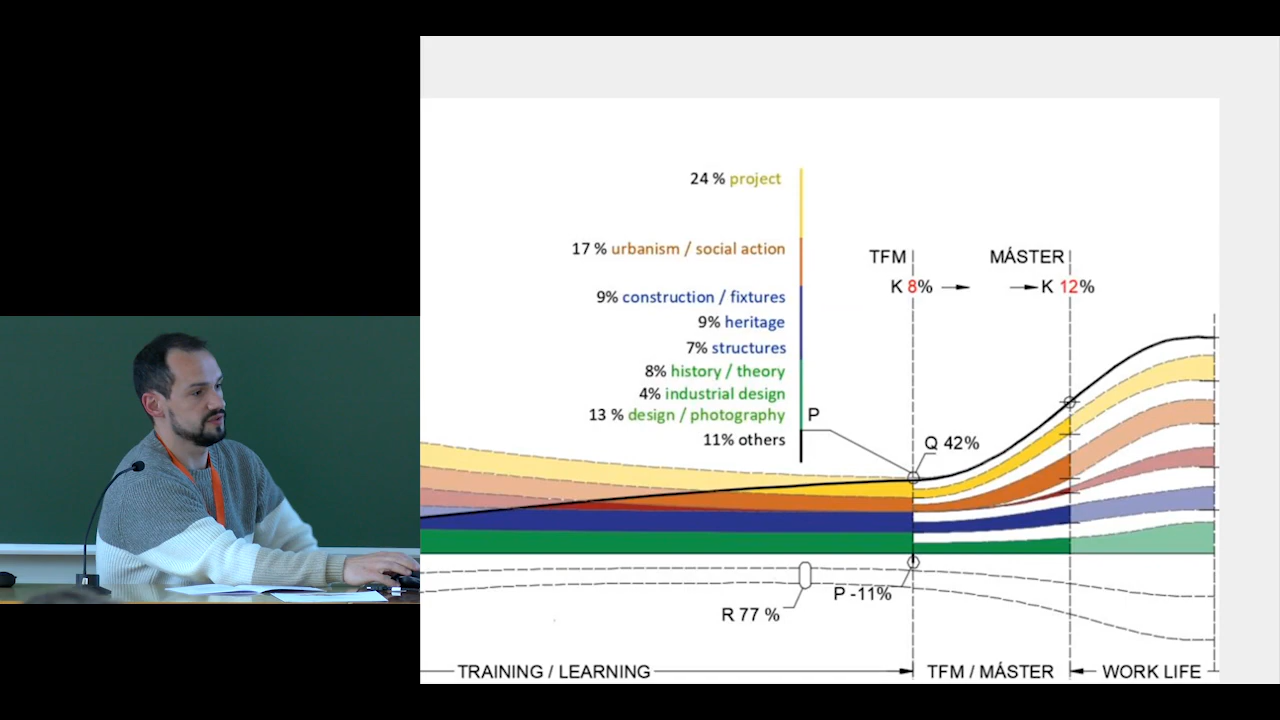 24 % project
17 % urbanism / social action
9% construction / fixtures
9% heritage
7% structures
8% history / theory
4% industrial design
13 % design / photography
11% others
P
TFM
MÁSTER
K 8%
K 12%
Q 42%
P -11%
R 77 %
TRAINING / LEARNING
TFM / MÁSTER
WORK LIFE